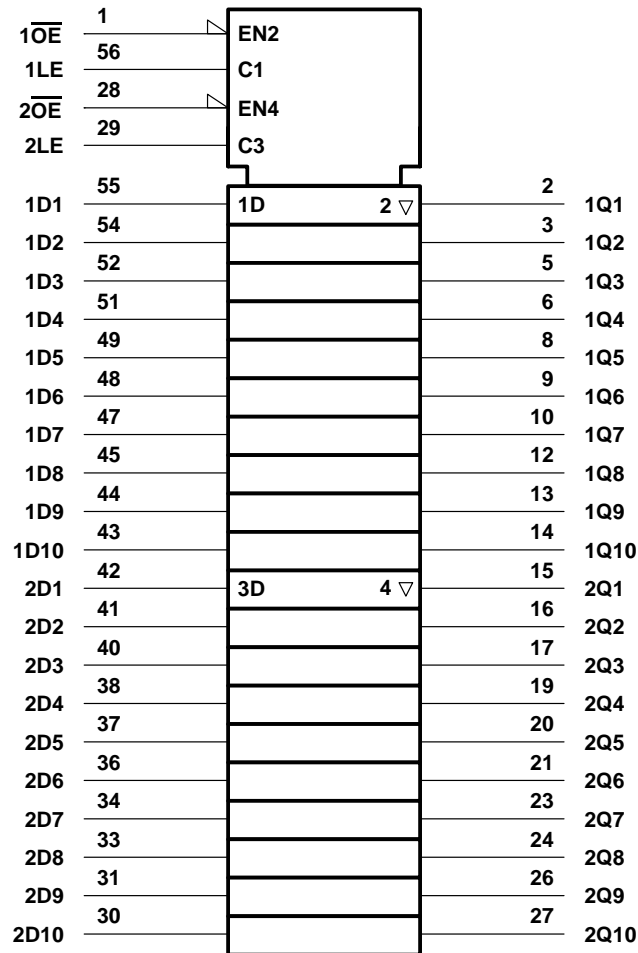 1O̅E̅ 1 EN2
1LE 56 C1
2O̅E̅ 28 EN4
2LE 29 C3
1D1 55 1D 2 ▽ 2 1Q1
1D2 54 3 1Q2
1D3 52 5 1Q3
1D4 51 6 1Q4
1D5 49 8 1Q5
1D6 48 9 1Q6
1D7 47 10 1Q7
1D8 45 12 1Q8
1D9 44 13 1Q9
1D10 43 14 1Q10
2D1 42 3D 4 ▽ 15 2Q1
2D2 41 16 2Q2
2D3 40 17 2Q3
2D4 38 19 2Q4
2D5 37 20 2Q5
2D6 36 21 2Q6
2D7 34 23 2Q7
2D8 33 24 2Q8
2D9 31 26 2Q9
2D10 30 27 2Q10